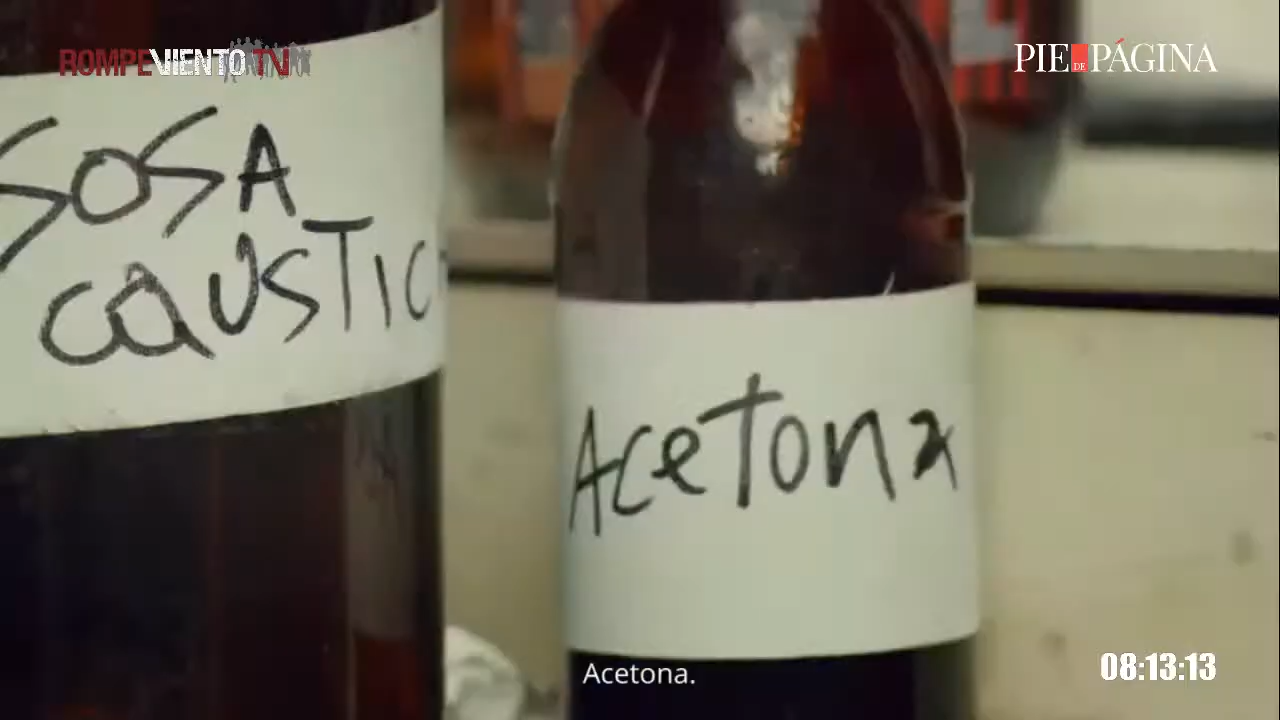 ROMPEVIENTO TV
PIE DE PÁGINA
SOSA
CAUSTIC
Acetona
Acetona.
08:13:13